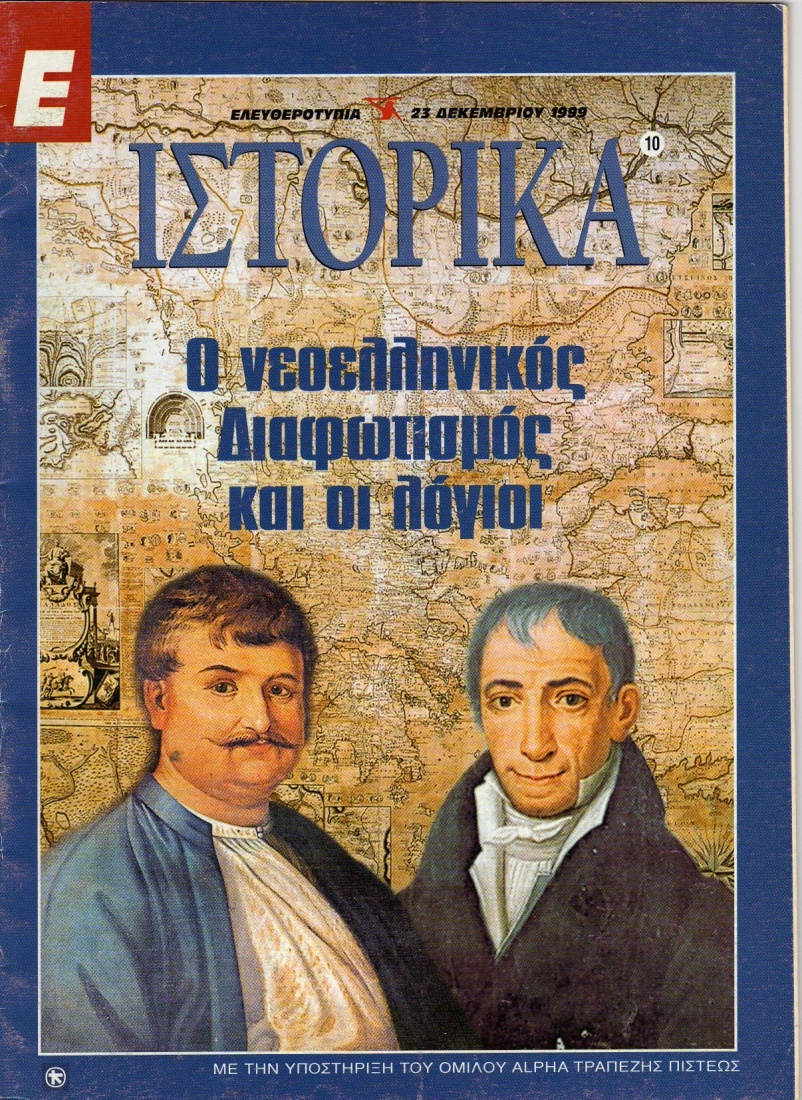 E
ΕΛΕΥΘΕΡΟΤΥΠΙΑ 23 ΔΕΚΕΜΒΡΙΟΥ 1999
ΙΣΤΟΡΙΚΑ 10
Ο νεοελληνικός
Διαφωτισμός
και οι λόγιοι
ΜΕ ΤΗΝ ΥΠΟΣΤΗΡΙΞΗ ΤΟΥ ΟΜΙΛΟΥ ALPHA ΤΡΑΠΕΖΗΣ ΠΙΣΤΕΩΣ